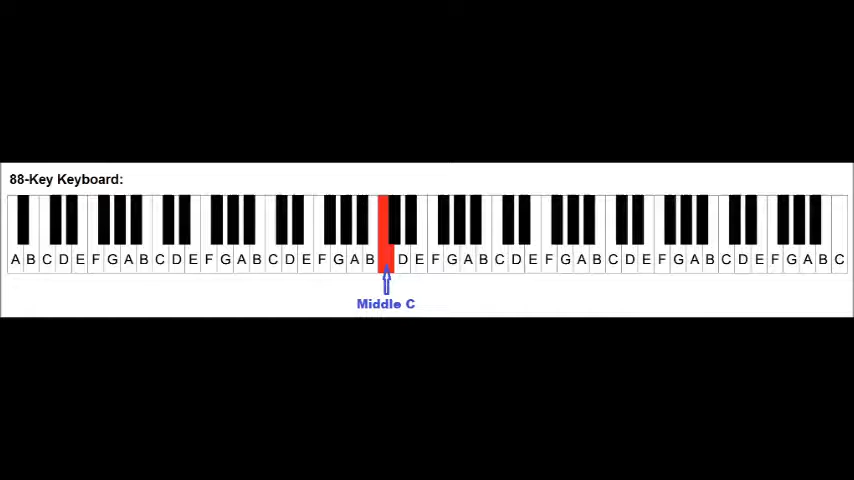 88-Key Keyboard:
A B C D E F G A B C D E F G A B C D E F G A B D E F G A B C D E F G A B C D E F G A B C D E F G A B C
Middle C